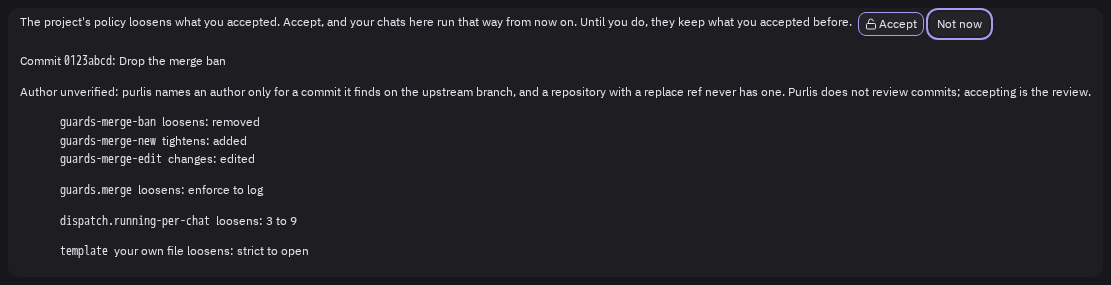 The project's policy loosens what you accepted. Accept, and your chats here run that way from now on. Until you do, they keep what you accepted before. Accept Not now
Commit 0123abcd: Drop the merge ban
Author unverified: purlis names an author only for a commit it finds on the upstream branch, and a repository with a replace ref never has one. Purlis does not review commits; accepting is the review.
guards-merge-ban loosens: removed
guards-merge-new tightens: added
guards-merge-edit changes: edited
guards.merge loosens: enforce to log
dispatch.running-per-chat loosens: 3 to 9
template your own file loosens: strict to open